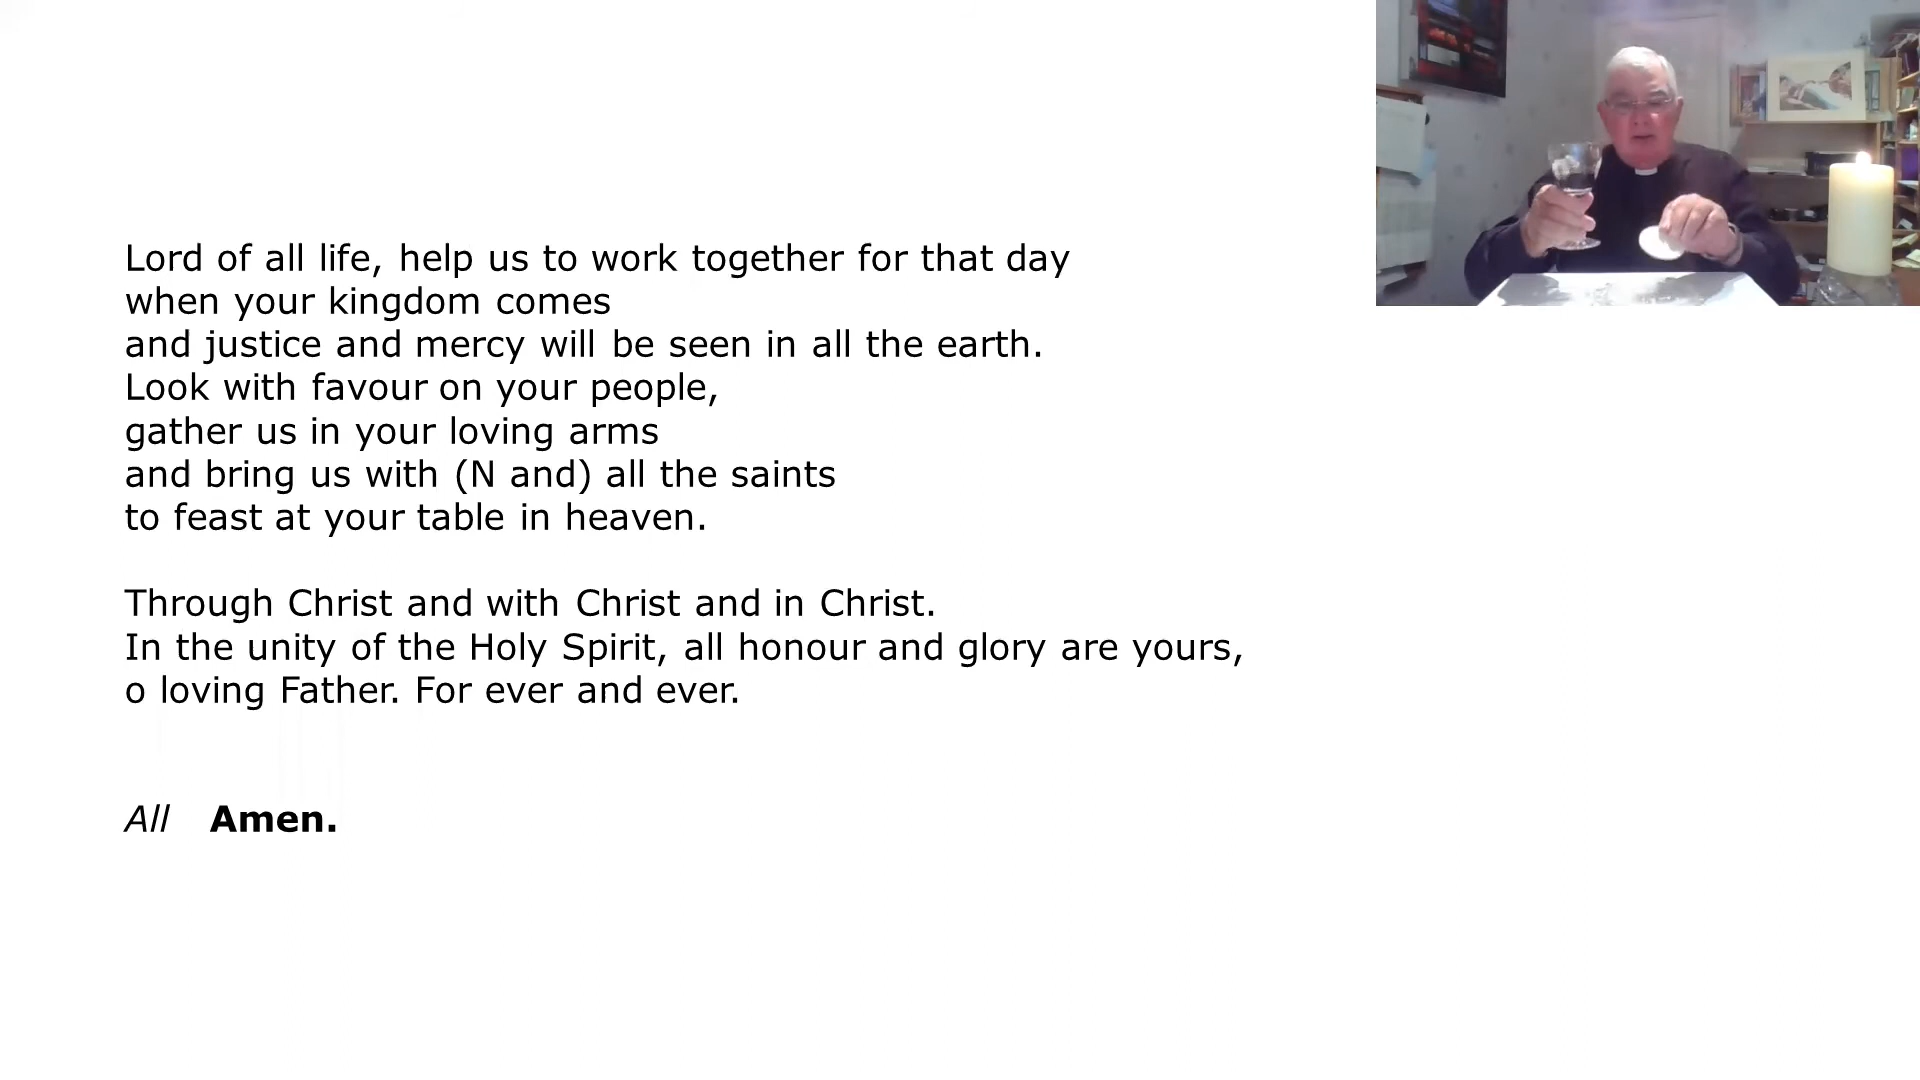 Lord of all life, help us to work together for that day
when your kingdom comes
and justice and mercy will be seen in all the earth.
Look with favour on your people,
gather us in your loving arms
and bring us with (N and) all the saints
to feast at your table in heaven.
Through Christ and with Christ and in Christ.
In the unity of the Holy Spirit, all honour and glory are yours,
o loving Father. For ever and ever.
All Amen.